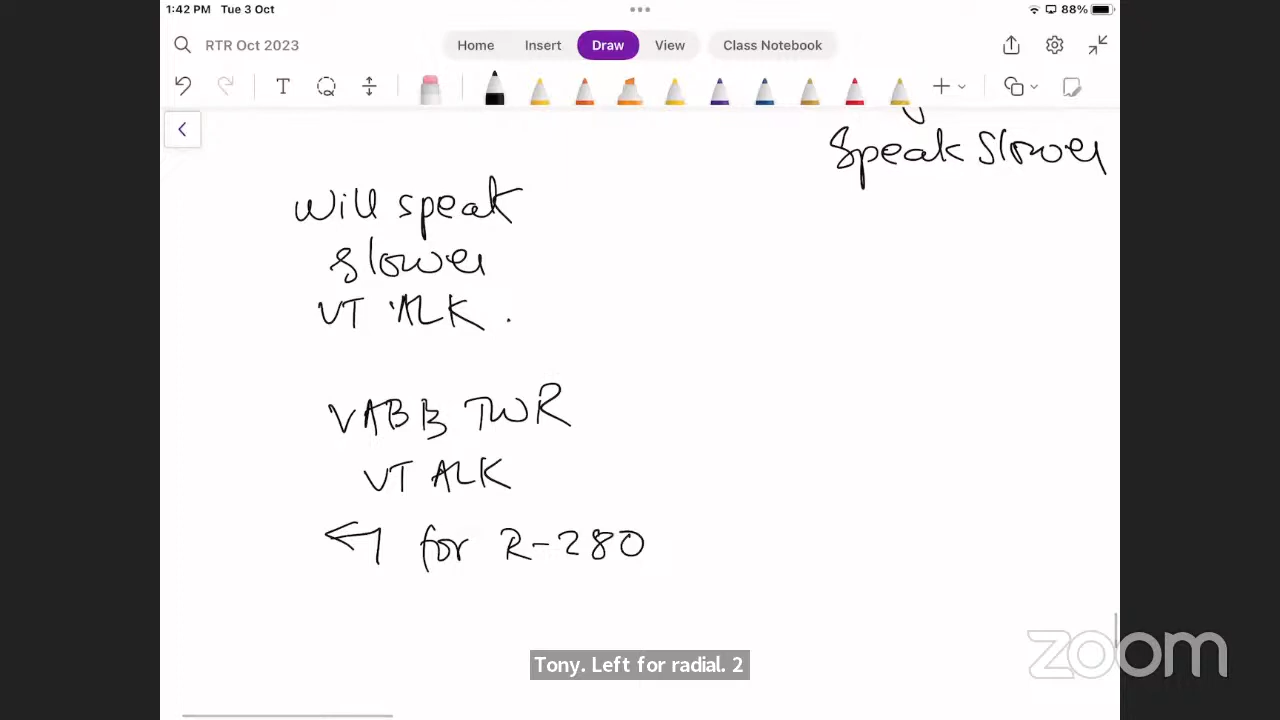 1:42 PM Tue 3 Oct
88%
RTR Oct 2023
Home Insert Draw View Class Notebook
T
Speak Slower
Will speak
slower
VT ALK .
VABB TWR
VT ALK
for R-280
Tony. Left for radial. 2
zoom